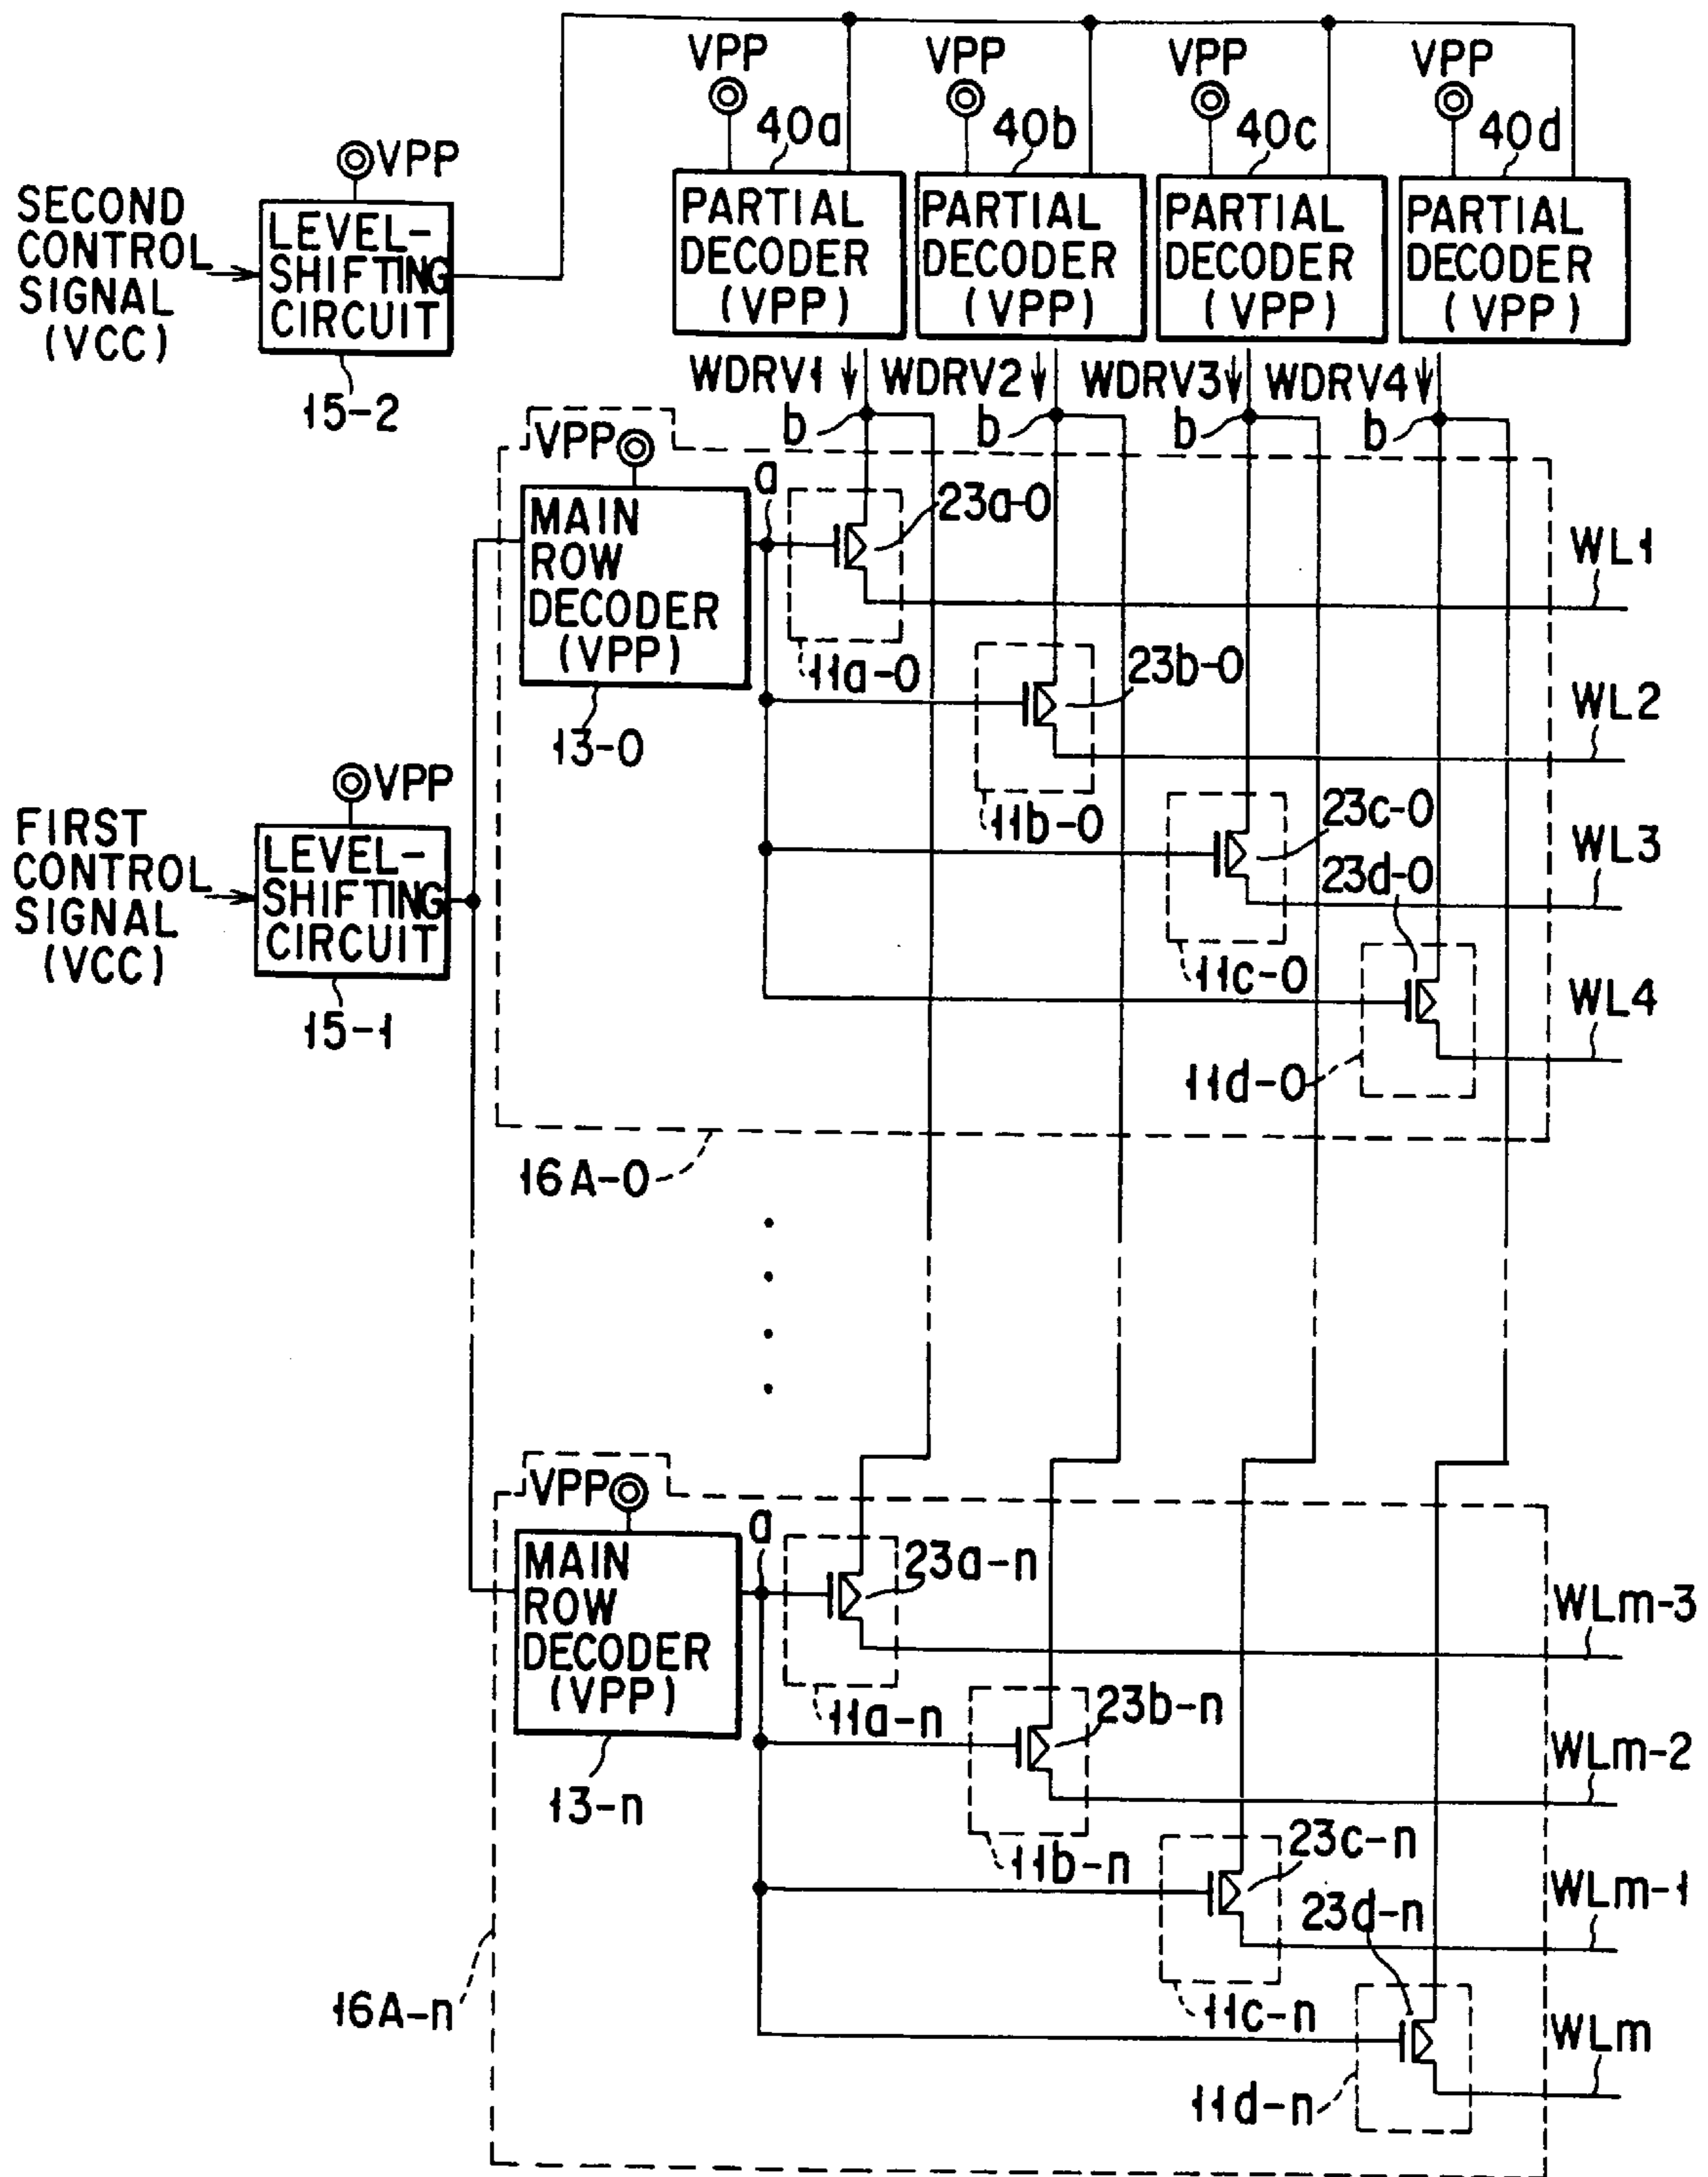 VPP
VPP
VPP
VPP
40a
40b
40c
40d
VPP
SECOND
CONTROL
SIGNAL
(VCC)
LEVEL-
SHIFTING
CIRCUIT
15-2
PARTIAL
DECODER
(VPP)
PARTIAL
DECODER
(VPP)
PARTIAL
DECODER
(VPP)
PARTIAL
DECODER
(VPP)
WDRV1
WDRV2
WDRV3
WDRV4
b
b
b
b
VPP
a
MAIN
ROW
DECODER
(VPP)
13-0
23a-0
11a-0
WL1
23b-0
11b-0
WL2
23c-0
11c-0
WL3
23d-0
11d-0
WL4
VPP
FIRST
CONTROL
SIGNAL
(VCC)
LEVEL-
SHIFTING
CIRCUIT
15-1
16A-0
VPP
a
MAIN
ROW
DECODER
(VPP)
13-n
23a-n
11a-n
WLm-3
23b-n
11b-n
WLm-2
23c-n
11c-n
WLm-1
23d-n
11d-n
WLm
16A-n